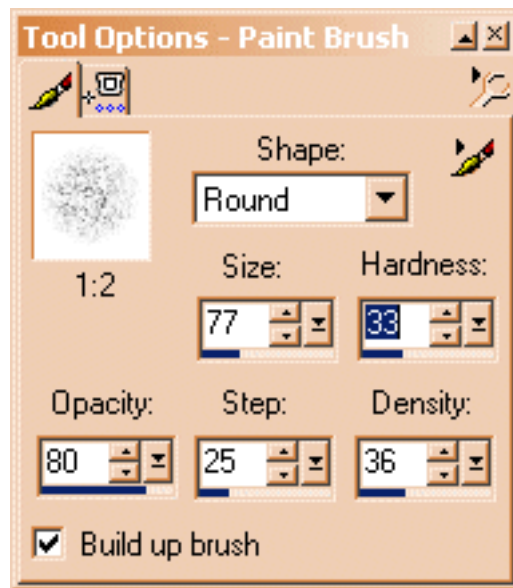 Tool Options - Paint Brush
Shape:
Round
1:2
Size: Hardness:
77 33
Opacity: Step: Density:
80 25 36
Build up brush